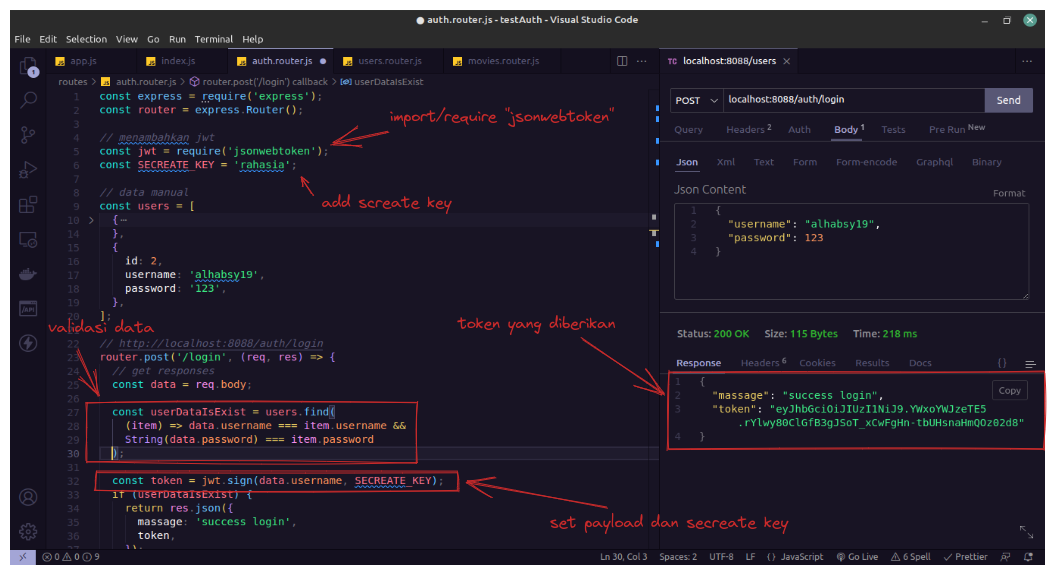 auth.router.js - testAuth - Visual Studio Code
File Edit Selection View Go Run Terminal Help
app.js index.js auth.router.js users.router.js movies.router.js
routes > auth.router.js > router.post('/login') callback > userDataIsExist
1 const express = require('express');
2 const router = express.Router();
3
4 // menambahkan jwt
5 const jwt = require('jsonwebtoken');
6 const SECREATE_KEY = 'rahasia';
7
8 // data manual
9 const users = [
10 > { ...
14 },
15 {
16 id: 2,
17 username: 'alhabsy19',
18 password: '123',
19 },
20 ];
22 // http://localhost:8088/auth/login
23 router.post('/login', (req, res) => {
24 // get responses
25 const data = req.body;
26
27 const userDataIsExist = users.find(
28 (item) => data.username === item.username &&
29 String(data.password) === item.password
30 );
31
32 const token = jwt.sign(data.username, SECREATE_KEY);
33 if (userDataIsExist) {
34 return res.json({
35 massage: 'success login',
36 token,
37 });
import/require "jsonwebtoken"
add screate key
validasi data
set payload dan secreate key
token yang diberikan
TC localhost:8088/users
POST localhost:8088/auth/login Send
Query Headers 2 Auth Body 1 Tests Pre Run New
Json Xml Text Form Form-encode Graphql Binary
Json Content Format
1 {
2 "username": "alhabsy19",
3 "password": 123
4 }
Status: 200 OK Size: 115 Bytes Time: 218 ms
Response Headers 6 Cookies Results Docs {}
1 {
Copy
2 "massage": "success login",
3 "token": "eyJhbGciOiJIUzI1NiJ9.YWxoYWJzeTE5
.rYlwy80ClGfB3gJSoT_xCwFgHn-tbUHsnaHmQOz02d8"
4 }
0 0 9 Ln 30, Col 3 Spaces: 2 UTF-8 LF {} JavaScript Go Live 6 Spell Prettier